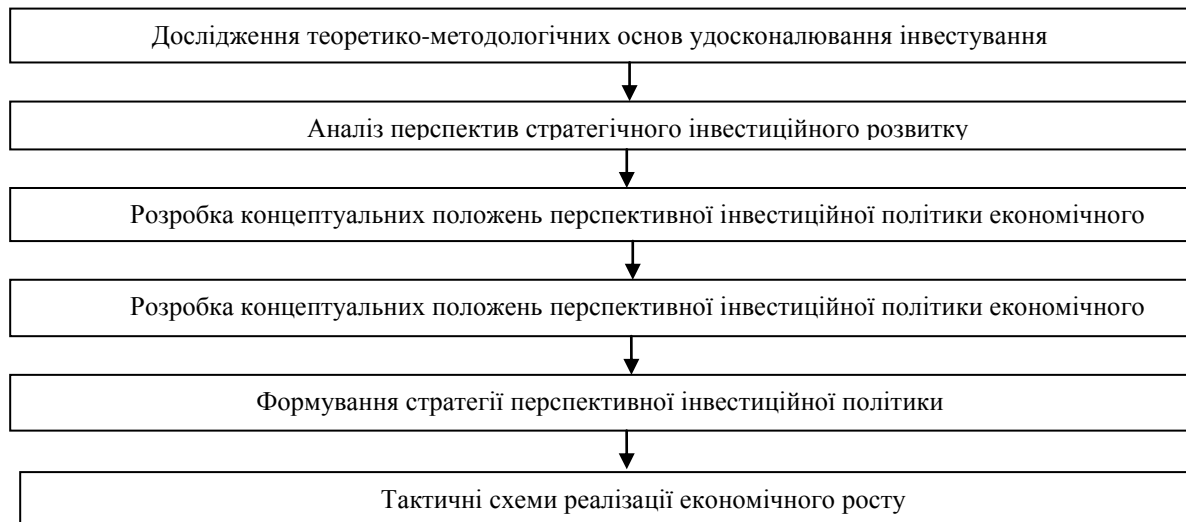 Дослідження теоретико-методологічних основ удосконалювання інвестування
Аналіз перспектив стратегічного інвестиційного розвитку
Розробка концептуальних положень перспективної інвестиційної політики економічного
Розробка концептуальних положень перспективної інвестиційної політики економічного
Формування стратегії перспективної інвестиційної політики
Тактичні схеми реалізації економічного росту